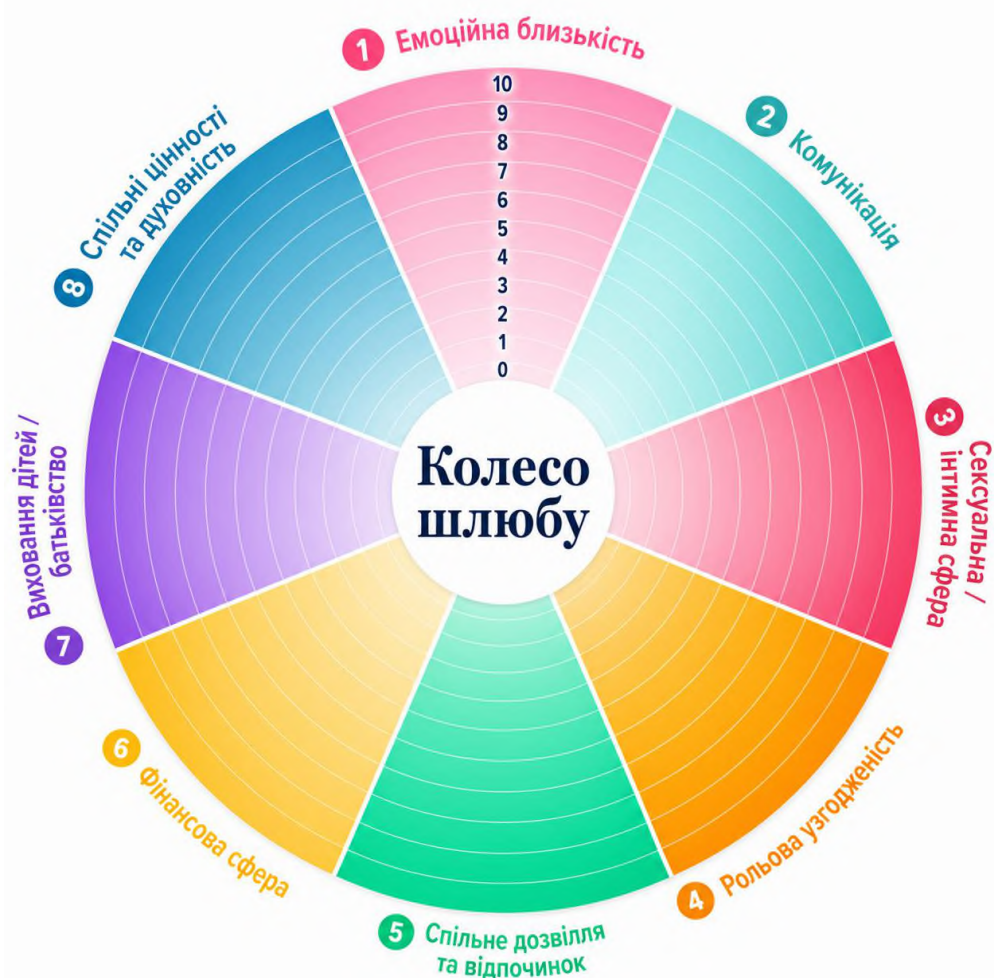 1 Емоційна близькість
10
9
8
7
6
5
4
3
2
1
0
2 Комунікація
3 Сексуальна /
інтимна сфера
4 Рольова узгодженість
5 Спільне дозвілля
та відпочинок
6 Фінансова сфера
7 Виховання дітей /
батьківство
8 Спільні цінності
та духовність
Колесо
шлюбу